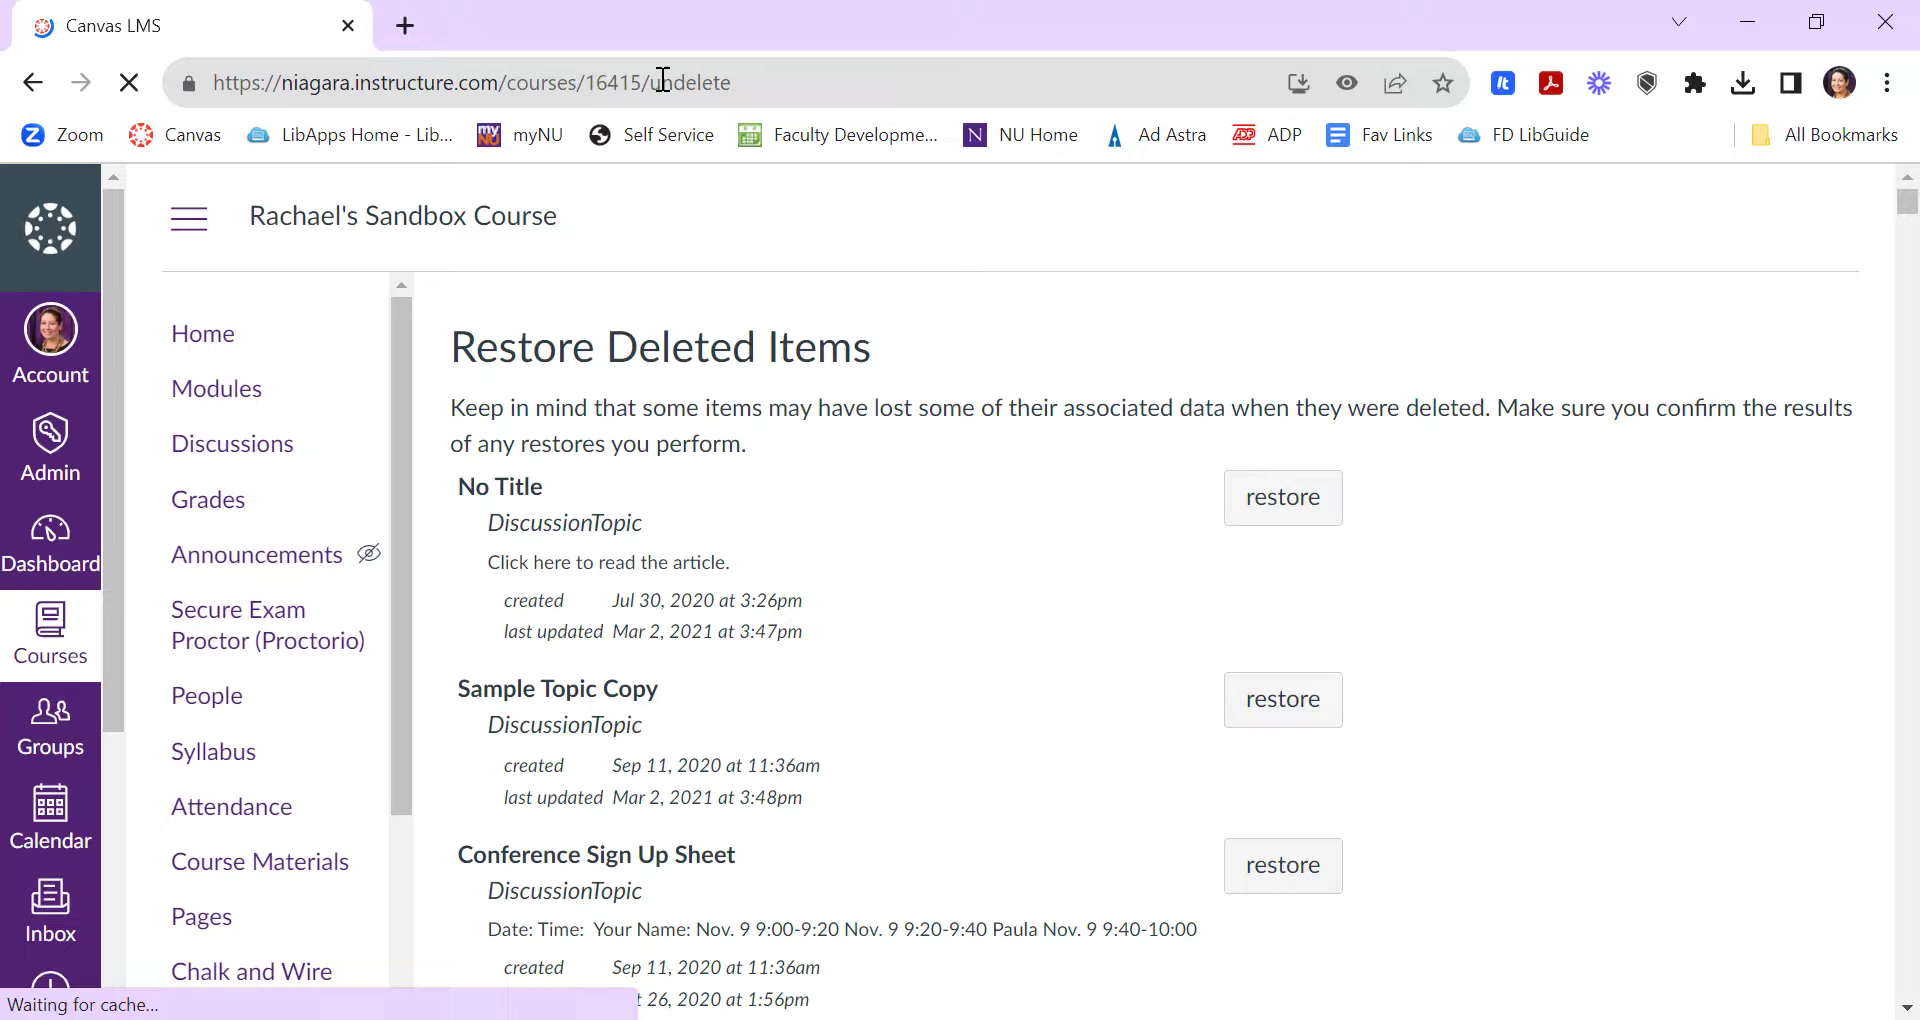 Canvas LMS
https://niagara.instructure.com/courses/16415/undelete
Zoom
Canvas
LibApps Home - Lib...
myNU
Self Service
Faculty Developme...
NU Home
Ad Astra
ADP
Fav Links
FD LibGuide
All Bookmarks
Rachael's Sandbox Course
Account
Admin
Dashboard
Courses
Groups
Calendar
Inbox
Home
Modules
Discussions
Grades
Announcements
Secure Exam
Proctor (Proctorio)
People
Syllabus
Attendance
Course Materials
Pages
Chalk and Wire
Restore Deleted Items
Keep in mind that some items may have lost some of their associated data when they were deleted. Make sure you confirm the results
of any restores you perform.
No Title
restore
DiscussionTopic
Click here to read the article.
created Jul 30, 2020 at 3:26pm
last updated Mar 2, 2021 at 3:47pm
Sample Topic Copy
restore
DiscussionTopic
created Sep 11, 2020 at 11:36am
last updated Mar 2, 2021 at 3:48pm
Conference Sign Up Sheet
restore
DiscussionTopic
Date: Time: Your Name: Nov. 9 9:00-9:20 Nov. 9 9:20-9:40 Paula Nov. 9 9:40-10:00
created Sep 11, 2020 at 11:36am
26, 2020 at 1:56pm
Waiting for cache...